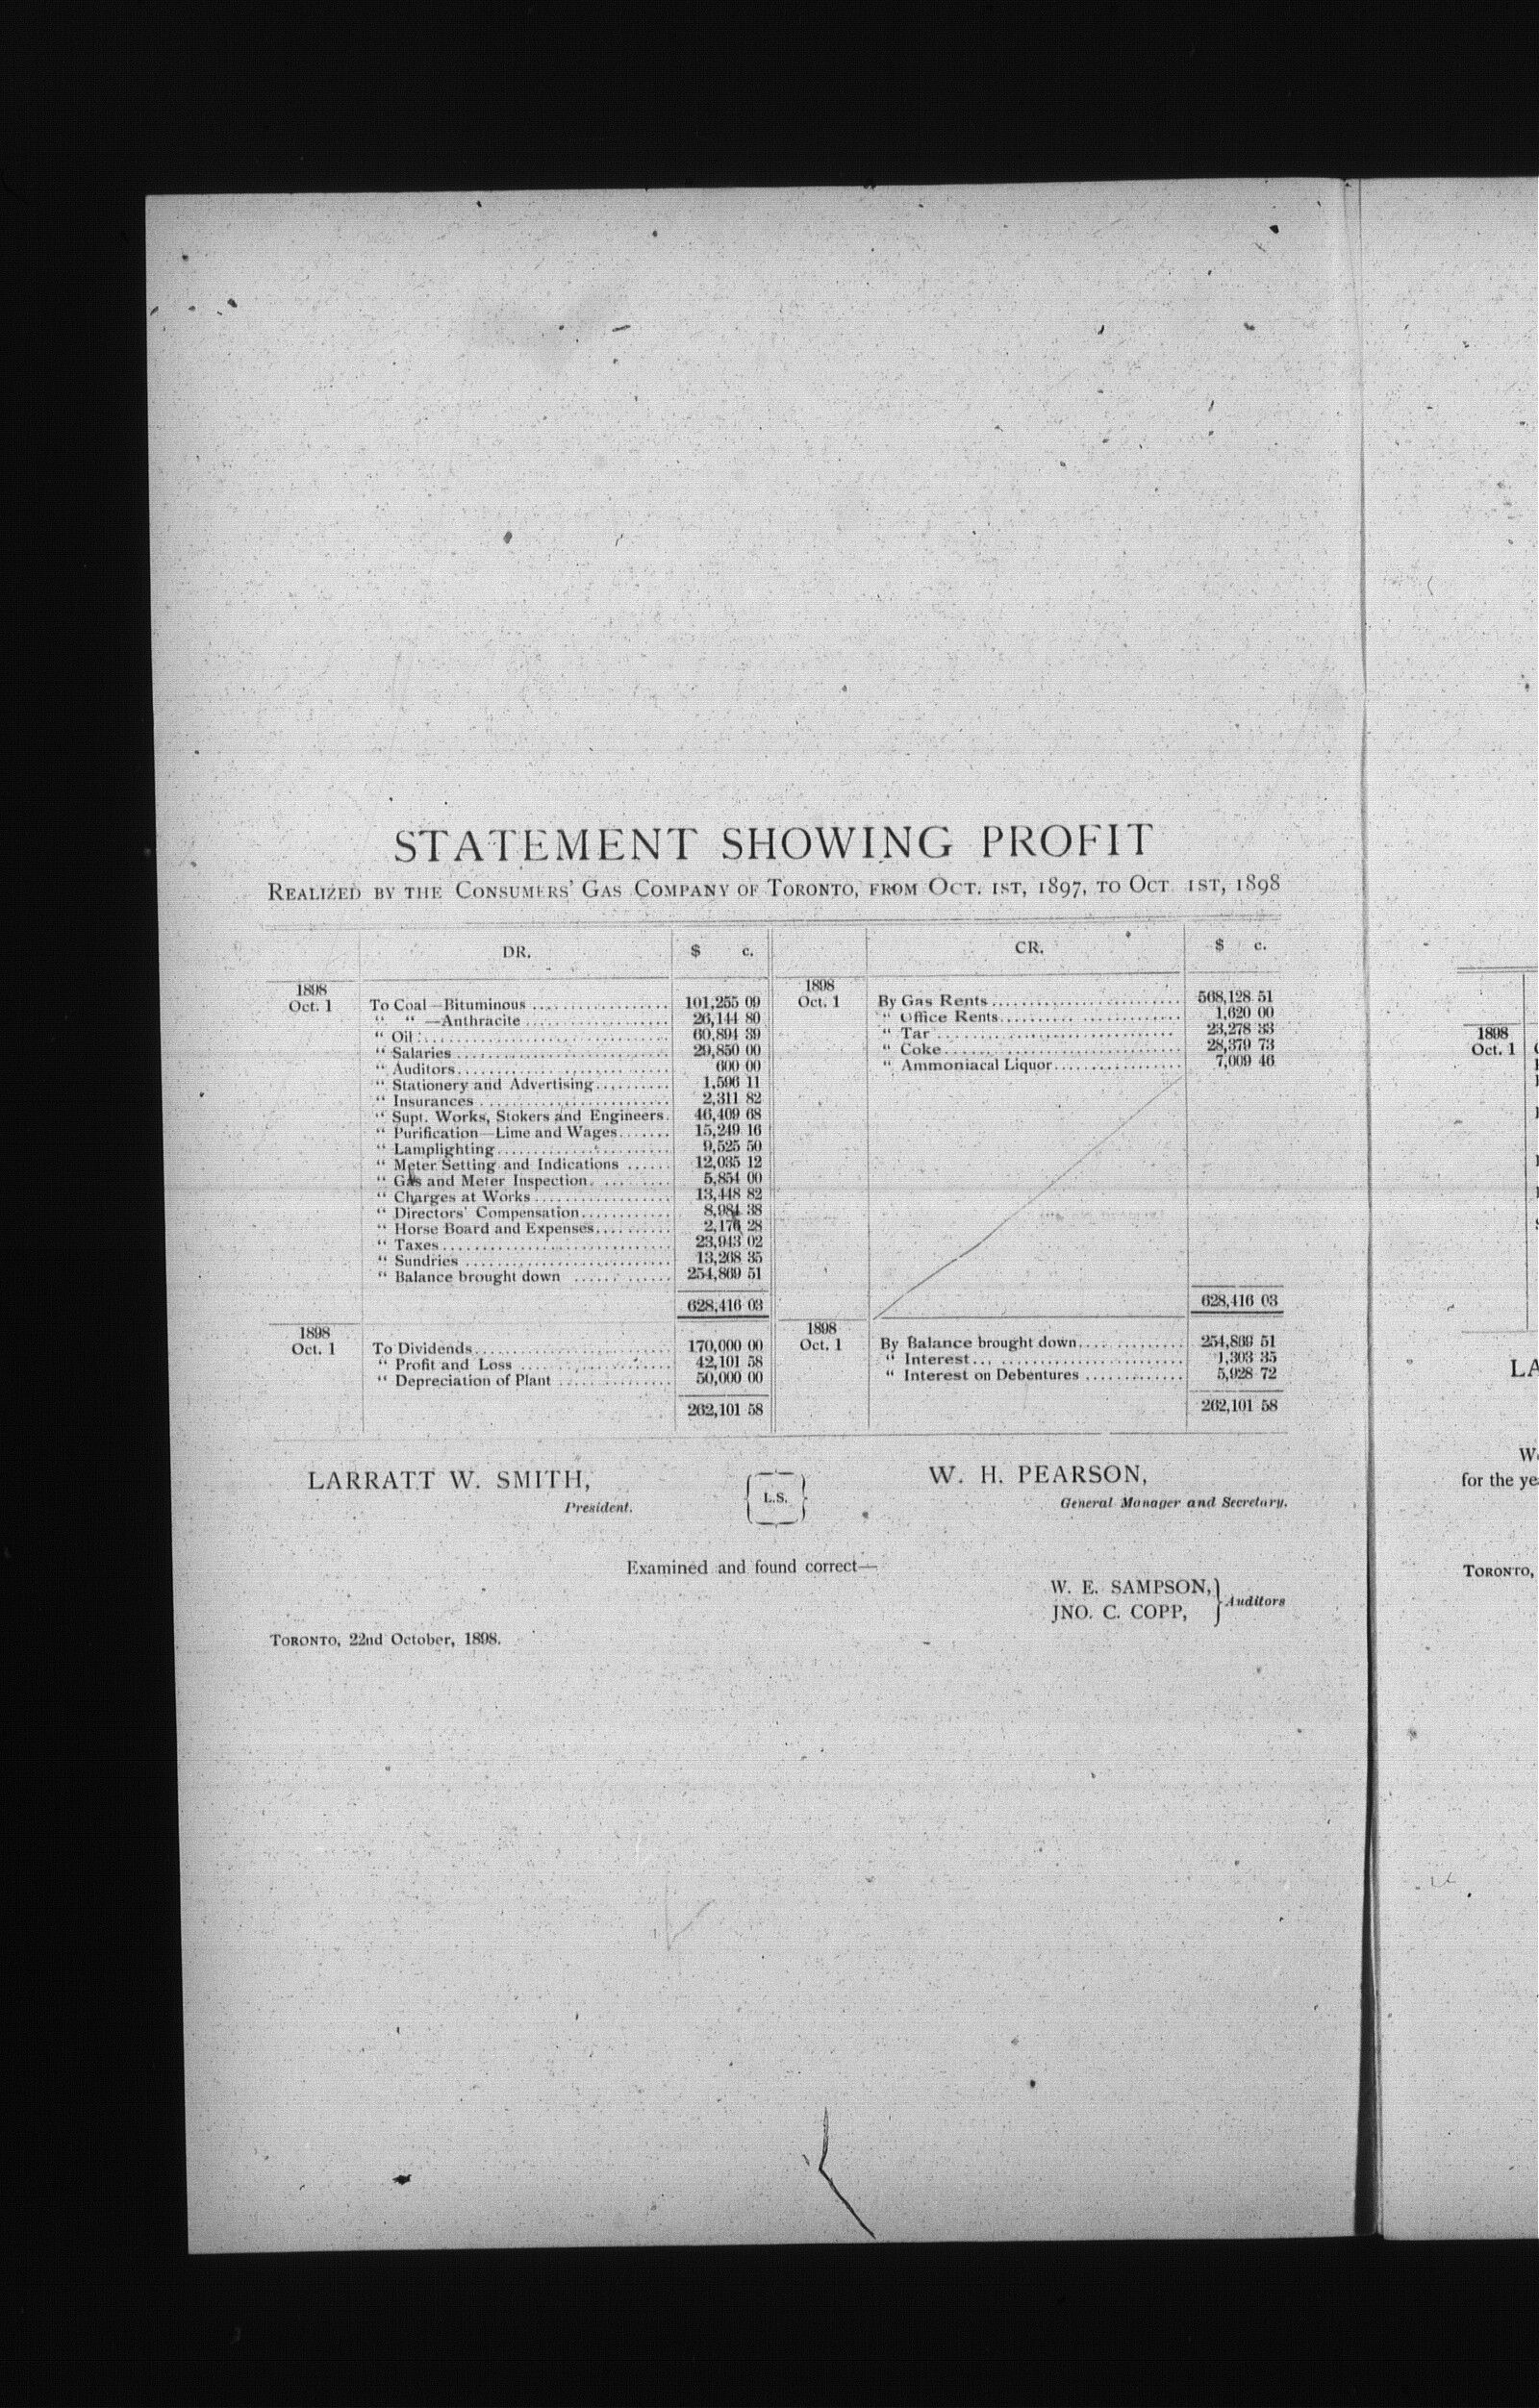 STATEMENT SHOWING PROFIT
REALIZED BY THE CONSUMERS' GAS COMPANY OF TORONTO, FROM OCT. 1ST, 1897, TO OCT 1ST, 1898
DR. $ c. CR. $ c.
1898 1898
Oct. 1 To Coal—Bituminous 101,255 09 Oct. 1 By Gas Rents 568,128 51
" " —Anthracite 26,144 80 " Office Rents 1,620 00
" Oil 60,894 39 " Tar 23,278 33
" Salaries 29,850 00 " Coke 28,379 73
" Auditors 600 00 " Ammoniacal Liquor 7,009 46
" Stationery and Advertising 1,596 11
" Insurances 2,311 82
" Supt. Works, Stokers and Engineers. 46,409 68
" Purification—Lime and Wages 15,249 16
" Lamplighting 9,525 50
" Meter Setting and Indications 12,035 12
" Gas and Meter Inspection 5,854 00
" Charges at Works 13,448 82
" Directors' Compensation 8,984 38
" Horse Board and Expenses 2,176 28
" Taxes 23,943 02
" Sundries 13,268 35
" Balance brought down 254,869 51
628,416 03 628,416 03
1898 1898
Oct. 1 To Dividends 170,000 00 Oct. 1 By Balance brought down 254,869 51
" Profit and Loss 42,101 58 " Interest 1,303 35
" Depreciation of Plant 50,000 00 " Interest on Debentures 5,928 72
262,101 58 262,101 58
LARRATT W. SMITH, W. H. PEARSON,
President. L.S. General Manager and Secretary.
Examined and found correct—
W. E. SAMPSON,
JNO. C. COPP, } Auditors
TORONTO, 22nd October, 1898.
1898
Oct. 1
LA
W
for the ye
TORONTO,